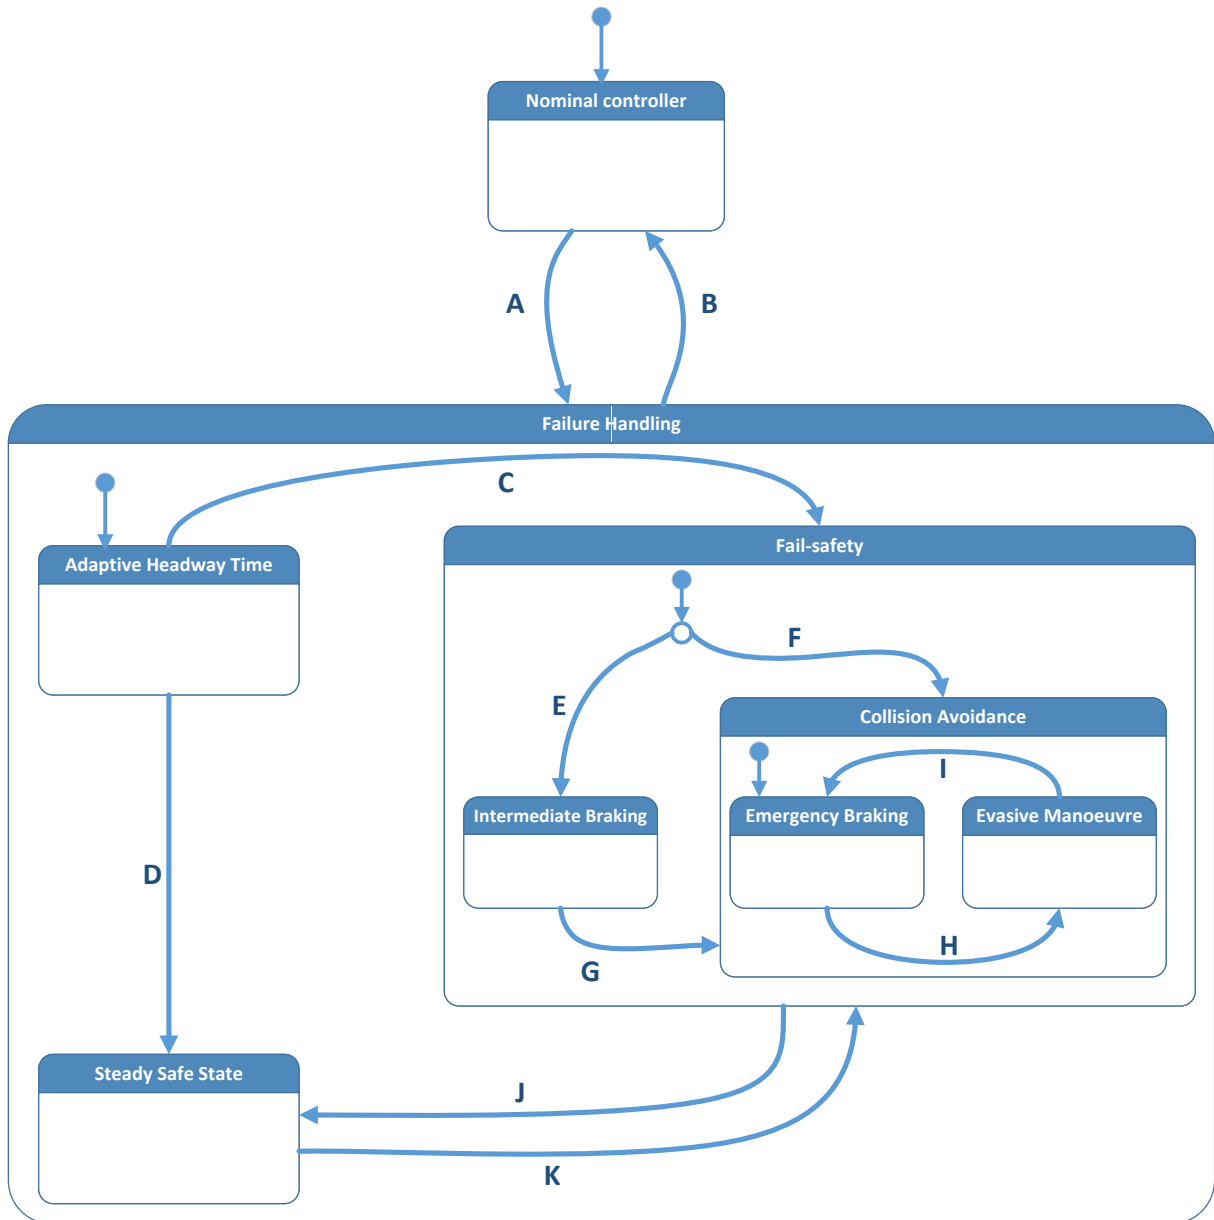 Nominal controller
A
B
Failure Handling
C
Adaptive Headway Time
Fail-safety
F
E
Collision Avoidance
I
Intermediate Braking
Emergency Braking
Evasive Manoeuvre
D
H
G
Steady Safe State
J
K